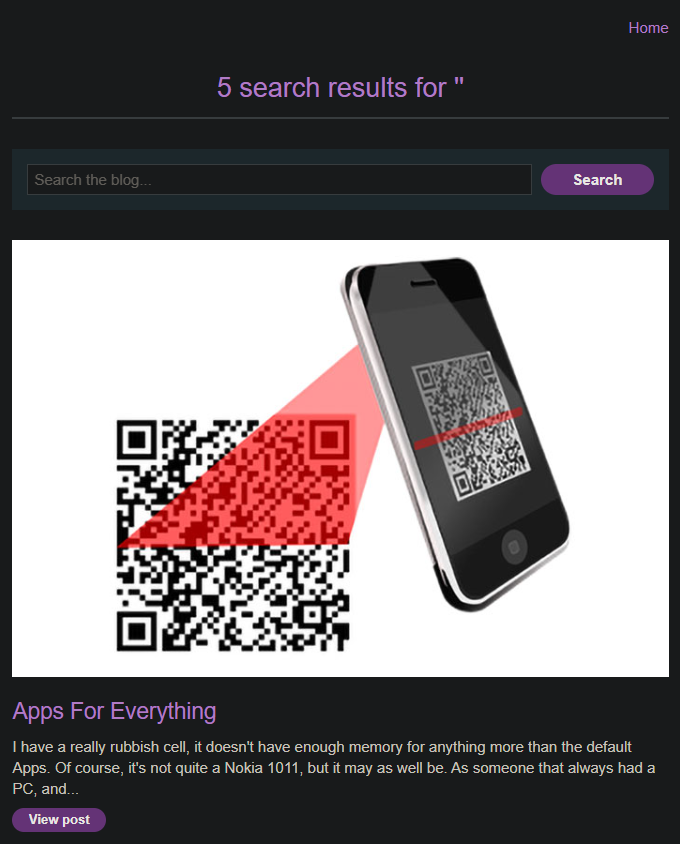 Home
5 search results for "
Search the blog...
Search
Apps For Everything
I have a really rubbish cell, it doesn't have enough memory for anything more than the default
Apps. Of course, it's not quite a Nokia 1011, but it may as well be. As someone that always had a
PC, and...
View post